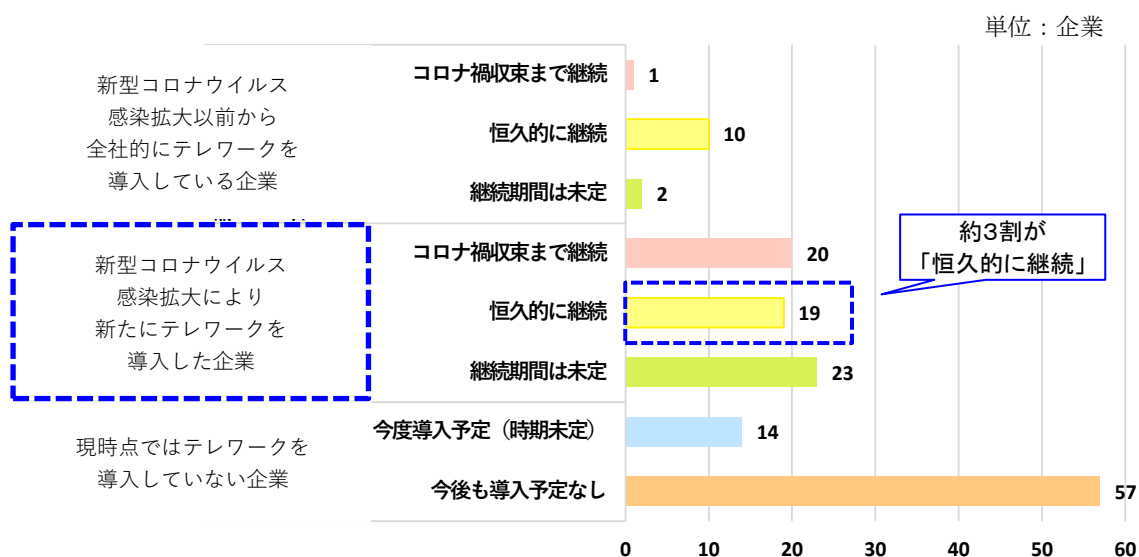 単位：企業
新型コロナウイルス
感染拡大以前から
全社的にテレワークを
導入している企業
コロナ禍収束まで継続
1
恒久的に継続
10
継続期間は未定
2
新型コロナウイルス
感染拡大により
新たにテレワークを
導入した企業
コロナ禍収束まで継続
20
恒久的に継続
19
継続期間は未定
23
約3割が
「恒久的に継続」
現時点ではテレワークを
導入していない企業
今度導入予定（時期未定）
14
今後も導入予定なし
57
0 10 20 30 40 50 60